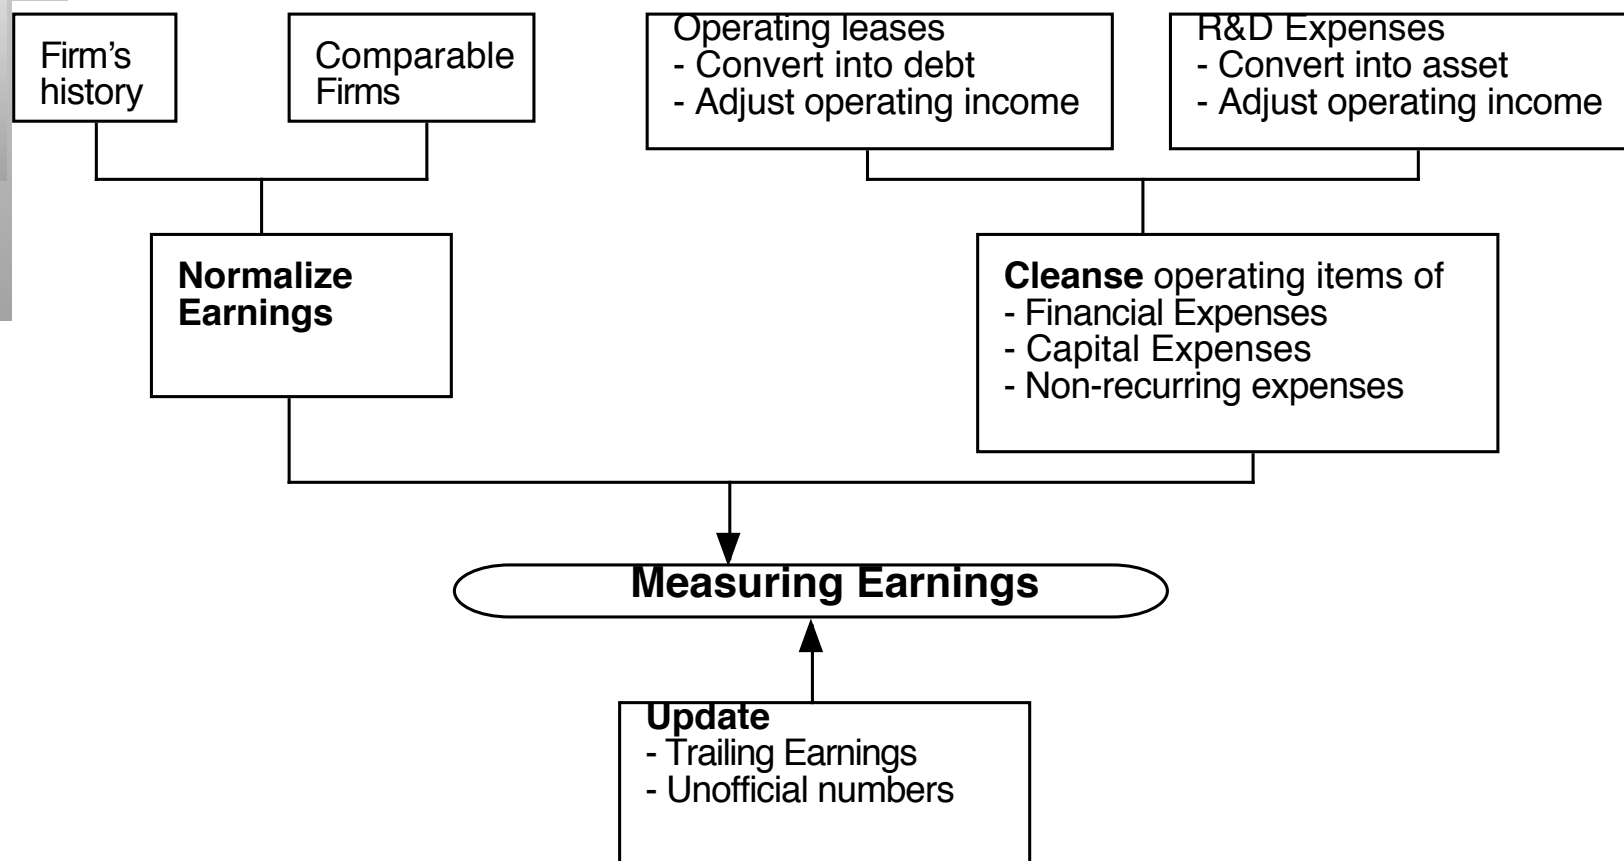 Firm's
history
Comparable
Firms
Operating leases
- Convert into debt
- Adjust operating income
R&D Expenses
- Convert into asset
- Adjust operating income
Normalize
Earnings
Cleanse operating items of
- Financial Expenses
- Capital Expenses
- Non-recurring expenses
Measuring Earnings
Update
- Trailing Earnings
- Unofficial numbers